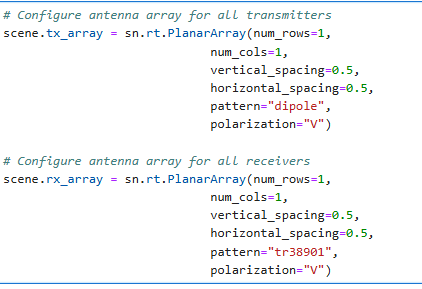 # Configure antenna array for all transmitters
scene.tx_array = sn.rt.PlanarArray(num_rows=1,
                             num_cols=1,
                             vertical_spacing=0.5,
                             horizontal_spacing=0.5,
                             pattern="dipole",
                             polarization="V")

# Configure antenna array for all receivers
scene.rx_array = sn.rt.PlanarArray(num_rows=1,
                             num_cols=1,
                             vertical_spacing=0.5,
                             horizontal_spacing=0.5,
                             pattern="tr38901",
                             polarization="V")